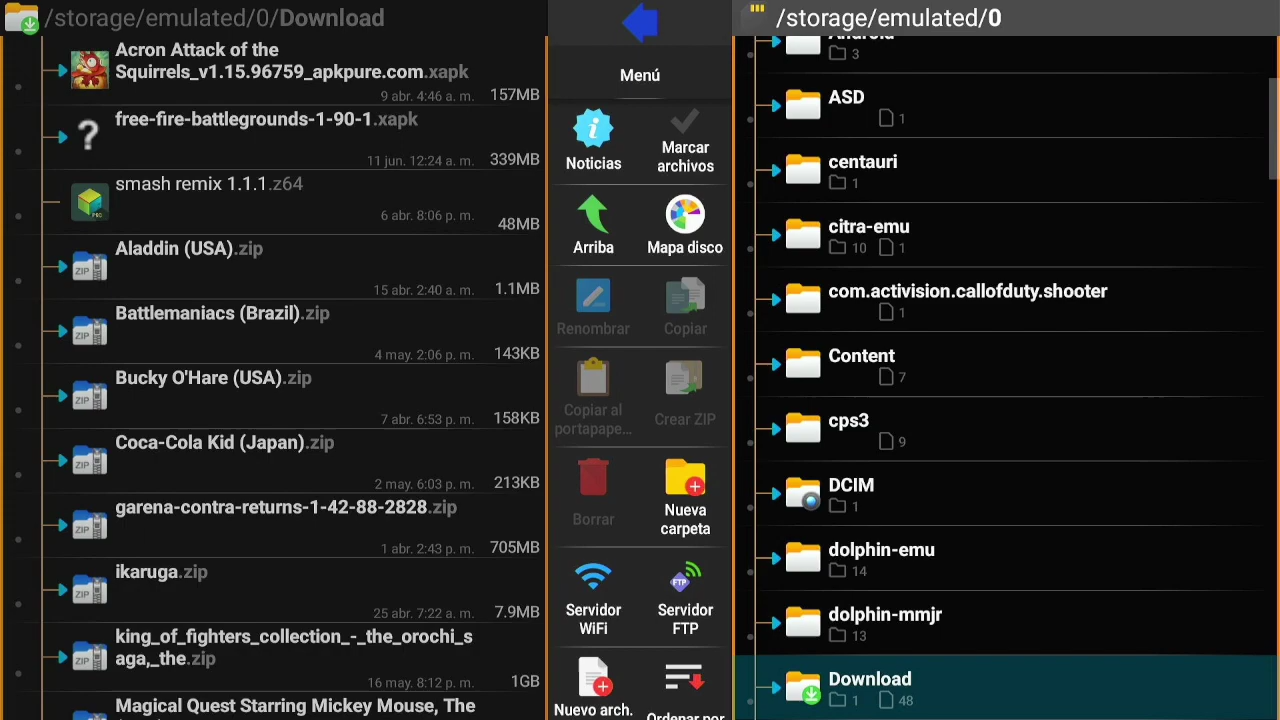 /storage/emulated/0/Download
Acron Attack of the
Squirrels_v1.15.96759_apkpure.com.xapk
9 abr. 4:46 a. m. 157MB
free-fire-battlegrounds-1-90-1.xapk
11 jun. 12:24 a. m. 339MB
smash remix 1.1.1.z64
6 abr. 8:06 p. m. 48MB
Aladdin (USA).zip
15 abr. 2:40 a. m. 1.1MB
Battlemaniacs (Brazil).zip
4 may. 2:06 p. m. 143KB
Bucky O'Hare (USA).zip
7 abr. 6:53 p. m. 158KB
Coca-Cola Kid (Japan).zip
2 may. 6:03 p. m. 213KB
garena-contra-returns-1-42-88-2828.zip
1 abr. 2:43 p. m. 705MB
ikaruga.zip
25 abr. 7:22 a. m. 7.9MB
king_of_fighters_collection_-_the_orochi_s
aga,_the.zip
16 may. 8:12 p. m. 1GB
Magical Quest Starring Mickey Mouse, The
Menú
Noticias
Marcar
archivos
Arriba
Mapa disco
Renombrar
Copiar
Copiar al
portapape...
Crear ZIP
Borrar
Nueva
carpeta
Servidor
WiFi
Servidor
FTP
Nuevo arch.
Ordenar por
/storage/emulated/0
Android
3
ASD
1
centauri
1
citra-emu
10 1
com.activision.callofduty.shooter
1
Content
7
cps3
9
DCIM
1
dolphin-emu
14
dolphin-mmjr
13
Download
1 48